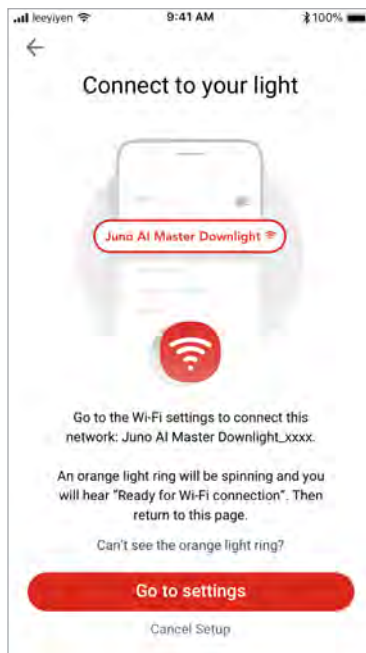 leeyiyen 9:41 AM 100%
Connect to your light
Juno AI Master Downlight
Go to the Wi-Fi settings to connect this
network: Juno AI Master Downlight_xxxx.
An orange light ring will be spinning and you
will hear "Ready for Wi-Fi connection". Then
return to this page.
Can't see the orange light ring?
Go to settings
Cancel Setup